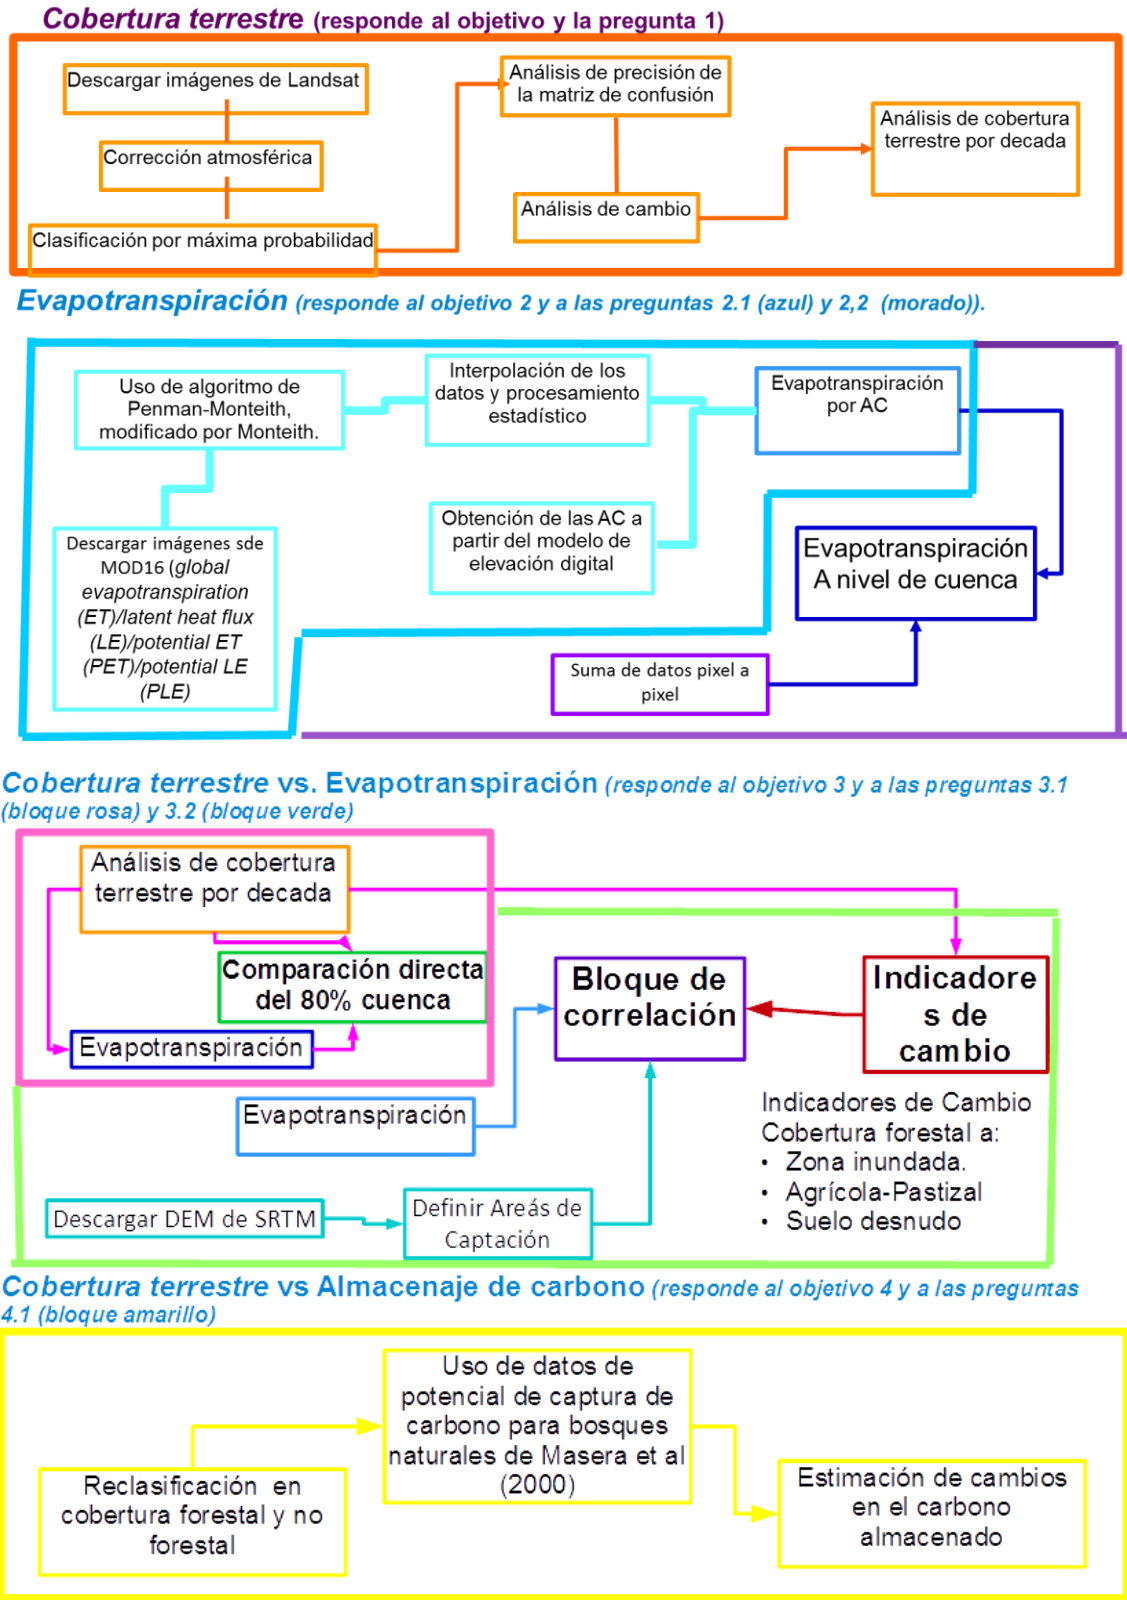 Cobertura terrestre (responde al objetivo y la pregunta 1)
Descargar imágenes de Landsat
Corrección atmosférica
Clasificación por máxima probabilidad
Análisis de precisión de
la matriz de confusión
Análisis de cambio
Análisis de cobertura
terrestre por decada
Evapotranspiración (responde al objetivo 2 y a las preguntas 2.1 (azul) y 2,2 (morado)).
Uso de algoritmo de
Penman-Monteith,
modificado por Monteith.
Interpolación de los
datos y procesamiento
estadístico
Evapotranspiración
por AC
Descargar imágenes sde
MOD16 (global
evapotranspiration
(ET)/latent heat flux
(LE)/potential ET
(PET)/potential LE
(PLE)
Obtención de las AC a
partir del modelo de
elevación digital
Evapotranspiración
A nivel de cuenca
Suma de datos pixel a
pixel
Cobertura terrestre vs. Evapotranspiración (responde al objetivo 3 y a las preguntas 3.1
(bloque rosa) y 3.2 (bloque verde)
Análisis de cobertura
terrestre por decada
Comparación directa
del 80% cuenca
Evapotranspiración
Bloque de
correlación
Indicadore
s de
cambio
Evapotranspiración
Indicadores de Cambio
Cobertura forestal a:
• Zona inundada.
• Agrícola-Pastizal
• Suelo desnudo
Descargar DEM de SRTM
Definir Areás de
Captación
Cobertura terrestre vs Almacenaje de carbono (responde al objetivo 4 y a las preguntas
4.1 (bloque amarillo)
Reclasificación en
cobertura forestal y no
forestal
Uso de datos de
potencial de captura de
carbono para bosques
naturales de Masera et al
(2000)
Estimación de cambios
en el carbono
almacenado